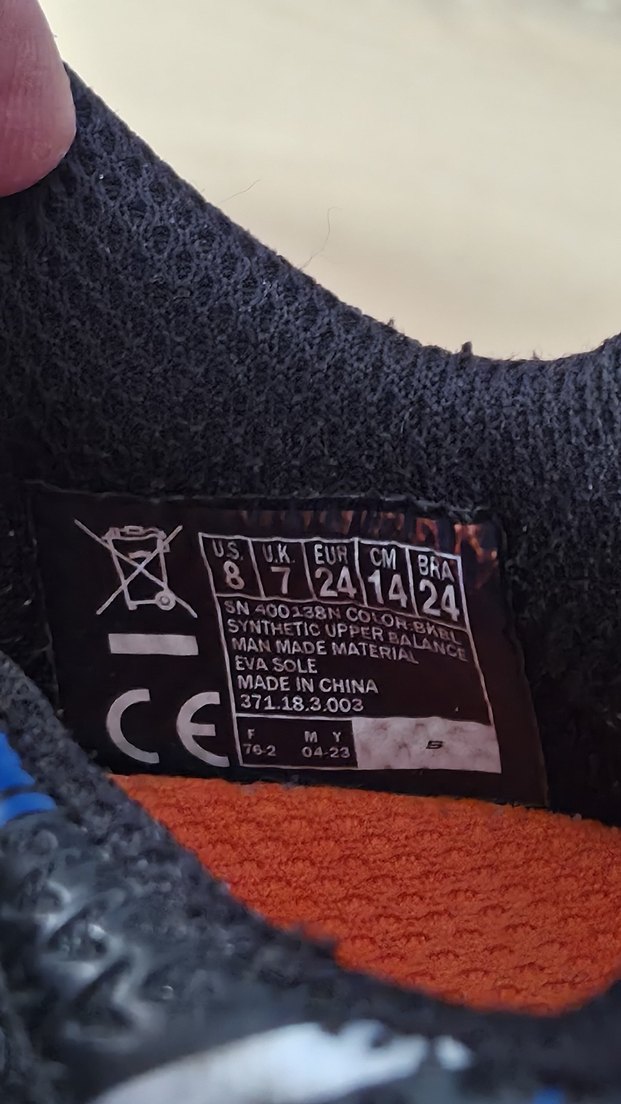 U.S. U.K. EUR CM BRA
8 7 24 14 24
SN 400138N COLOR-BKBL
SYNTHETIC UPPER BALANCE
MAN MADE MATERIAL
EVA SOLE
MADE IN CHINA
371.18.3.003
F M Y
76-2 04-23
CE